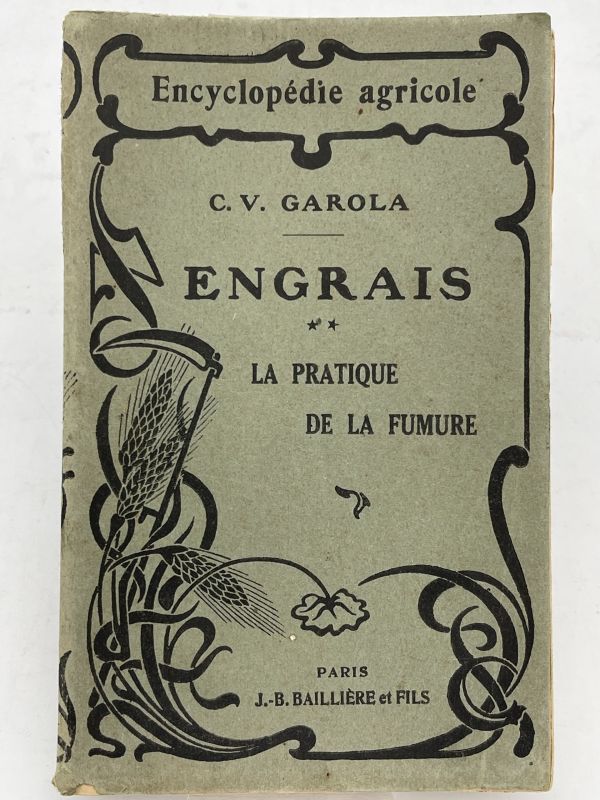 Encyclopédie agricole
C. V. GAROLA
ENGRAIS
★ ★
LA PRATIQUE
DE LA FUMURE
PARIS
J.-B. BAILLIÈRE et FILS